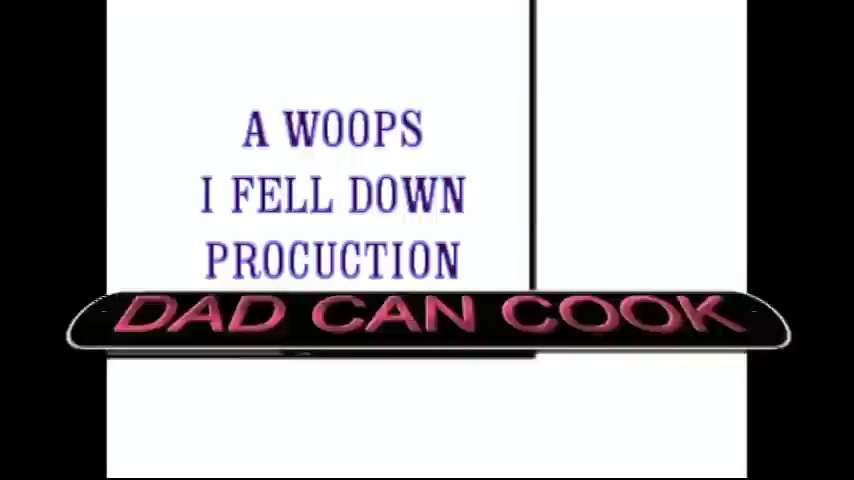 A WOOPS
I FELL DOWN
PROCUCTION
DAD CAN COOK